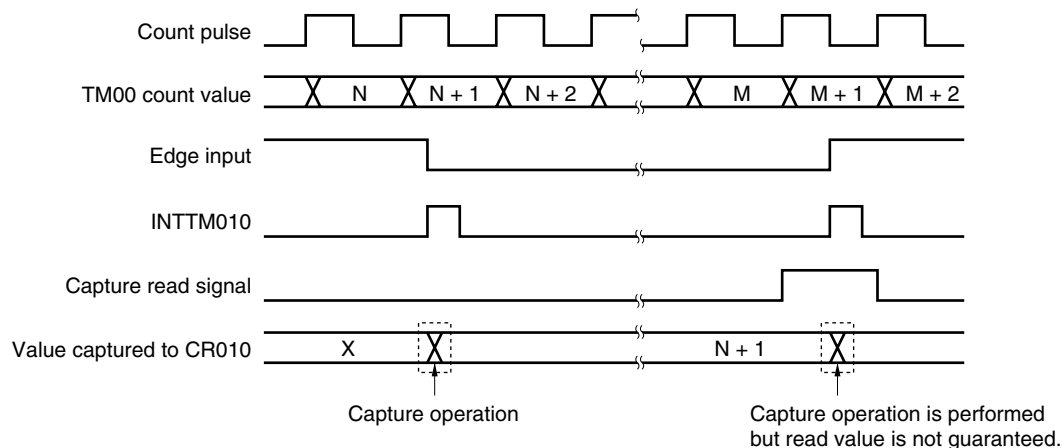 Count pulse
TM00 count value
N
N + 1
N + 2
M
M + 1
M + 2
Edge input
INTTM010
Capture read signal
Value captured to CR010
X
N + 1
Capture operation
Capture operation is performed
but read value is not guaranteed.